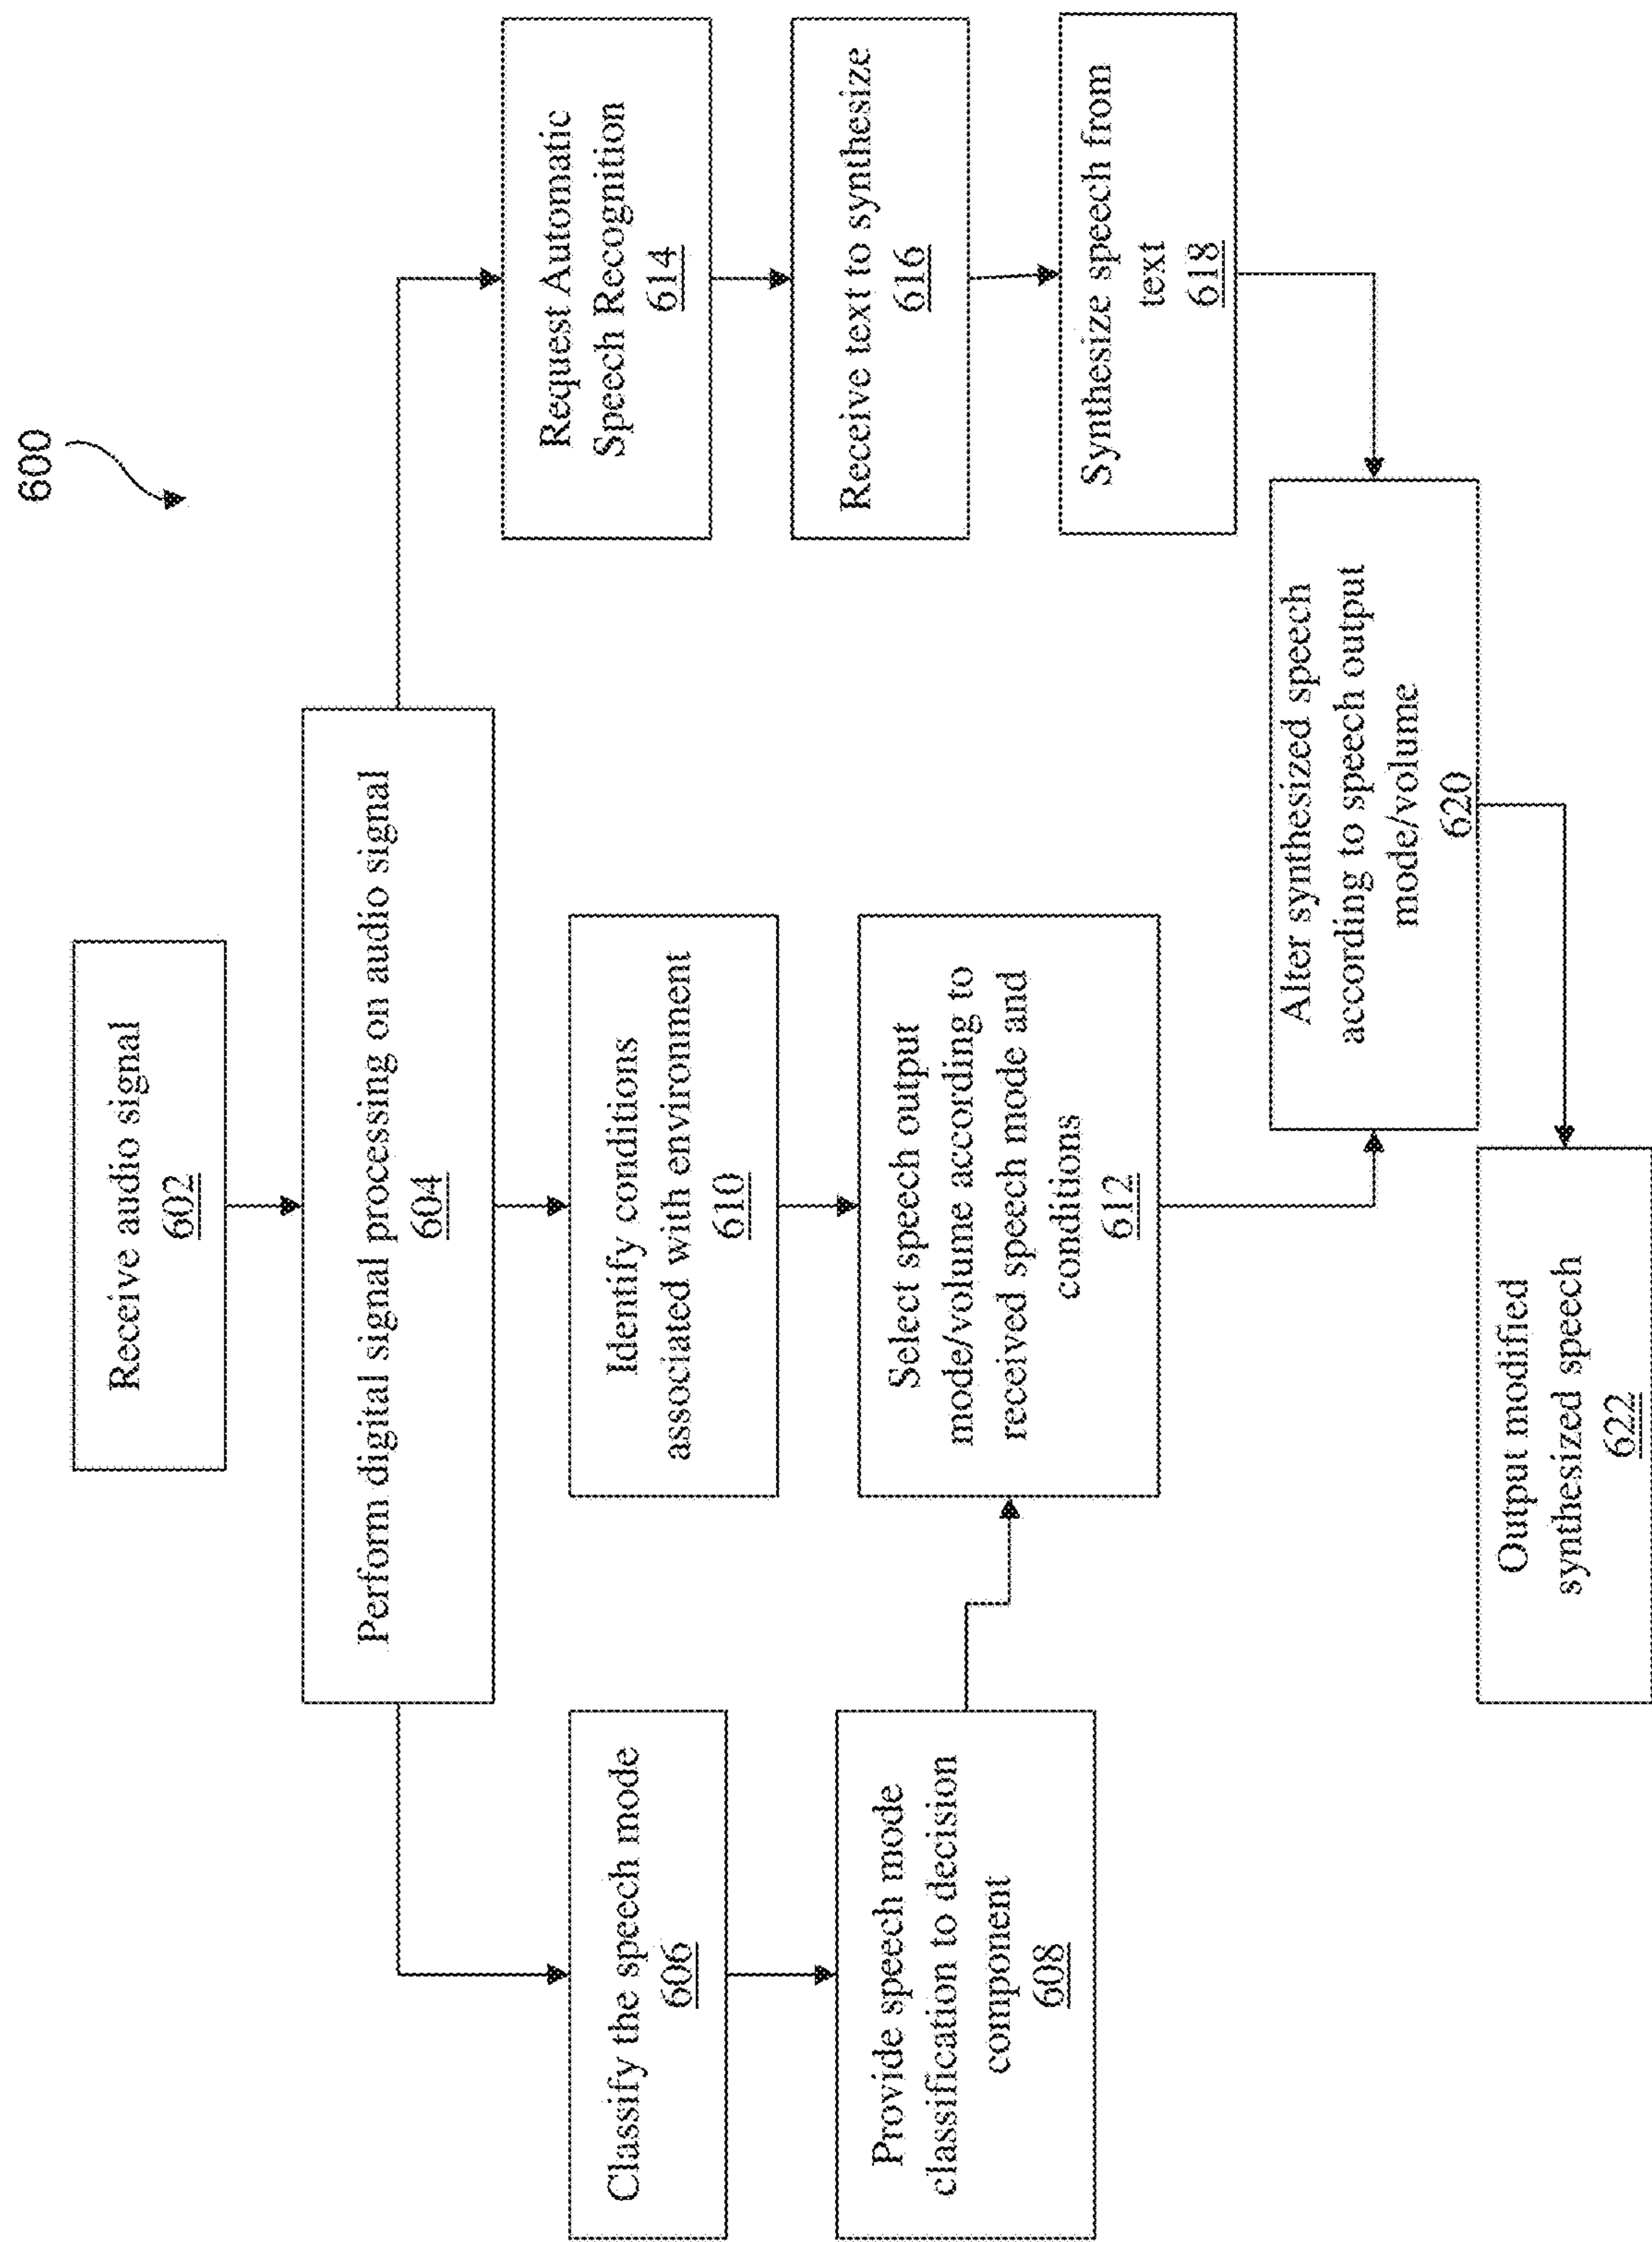 600
Receive audio signal
602
Perform digital signal processing on audio signal
604
Classify the speech mode
606
Provide speech mode
classification to decision
component
608
Identify conditions
associated with environment
610
Select speech output
mode/volume according to
received speech mode and
conditions
612
Request Automatic
Speech Recognition
614
Receive text to synthesize
616
Synthesize speech from
text
618
Alter synthesized speech
according to speech output
mode/volume
620
Output modified
synthesized speech
622